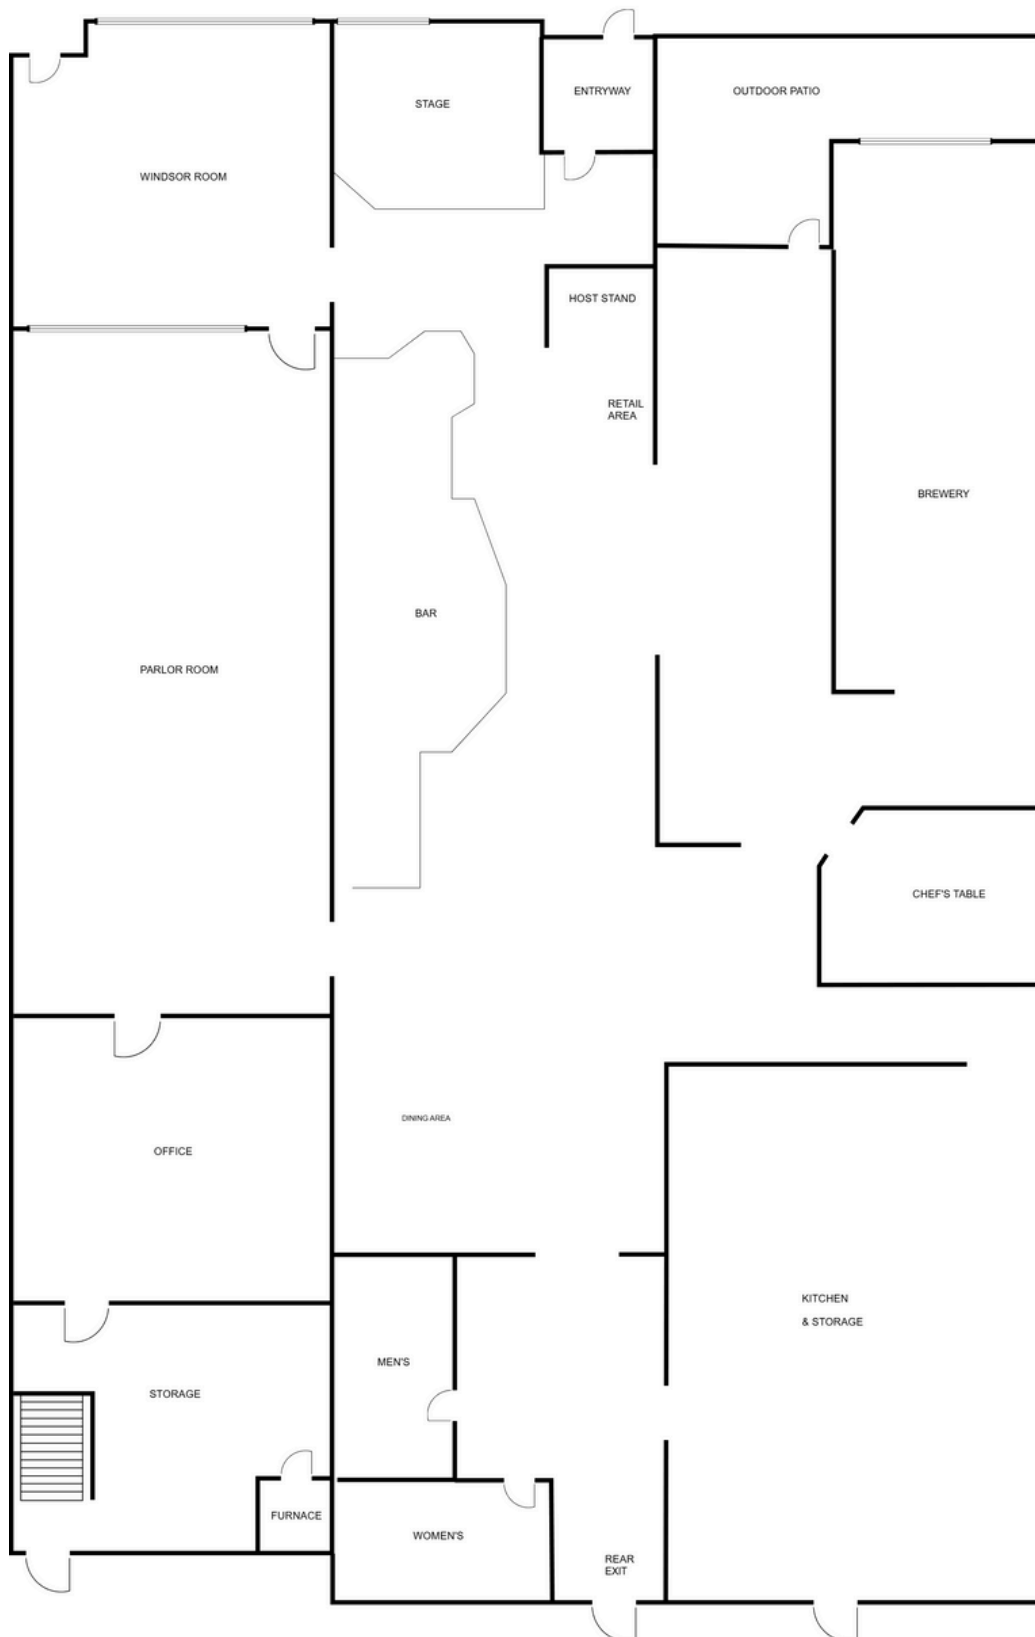 ENTRYWAY
OUTDOOR PATIO
STAGE
WINDSOR ROOM
HOST STAND
RETAIL
AREA
BREWERY
BAR
PARLOR ROOM
CHEF'S TABLE
DINING AREA
OFFICE
KITCHEN
& STORAGE
MEN'S
STORAGE
FURNACE
WOMEN'S
REAR
EXIT